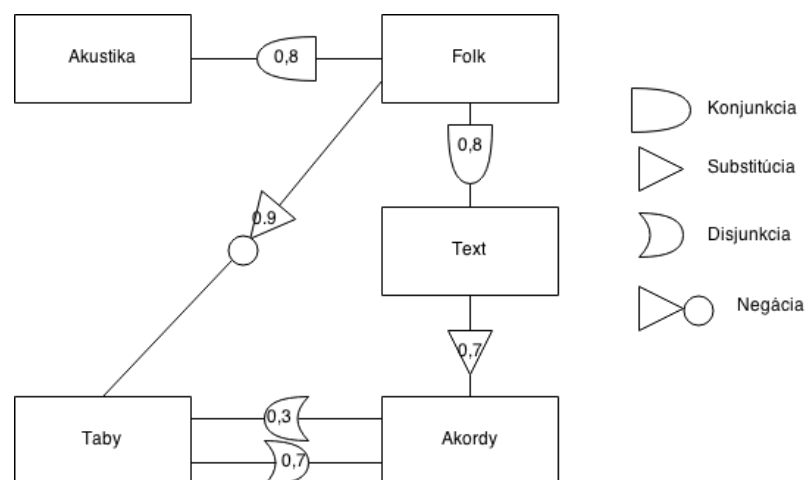 Akustika
0,8
Folk
0,8
Konjunkcia
Substitúcia
0.9
Disjunkcia
Text
Negácia
0,7
Taby
0,3
0,7
Akordy